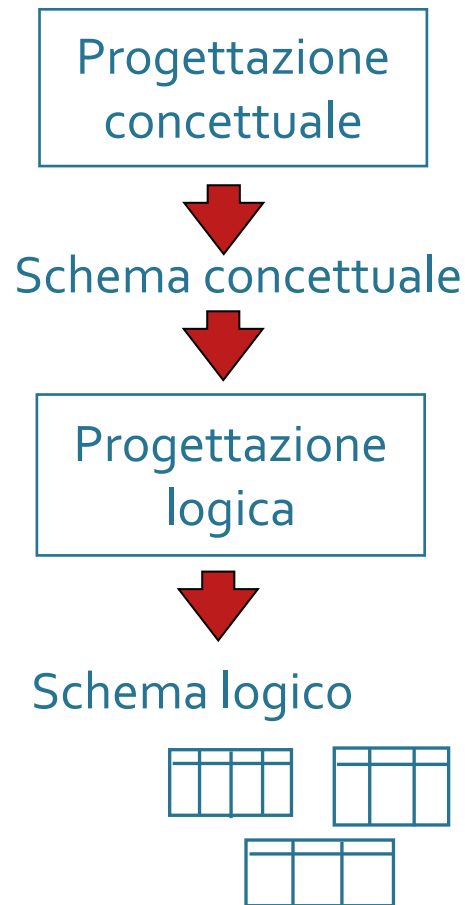 Progettazione
concettuale
Schema concettuale
Progettazione
logica
Schema logico